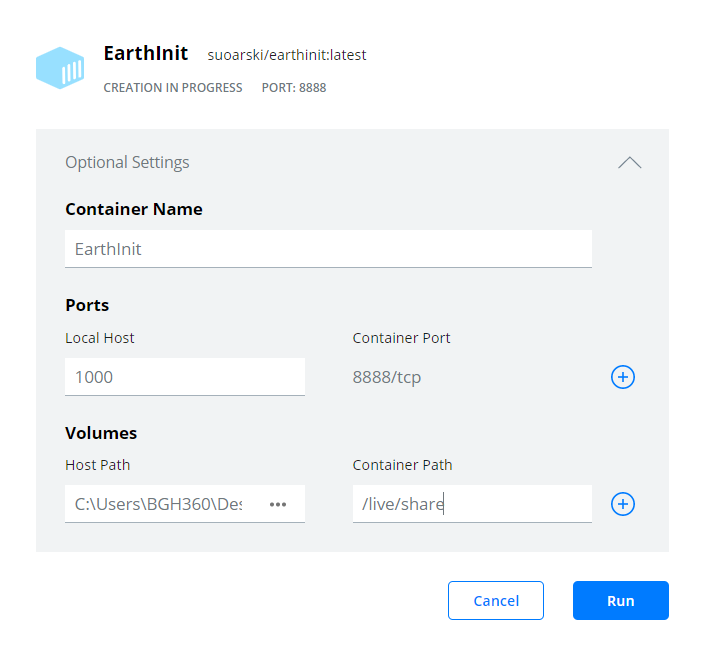 EarthInit suoarski/earthinit:latest
CREATION IN PROGRESS PORT: 8888
Optional Settings
Container Name
EarthInit
Ports
Local Host Container Port
1000 8888/tcp
Volumes
Host Path Container Path
C:\Users\BGH360\Des ••• /live/share
Cancel Run